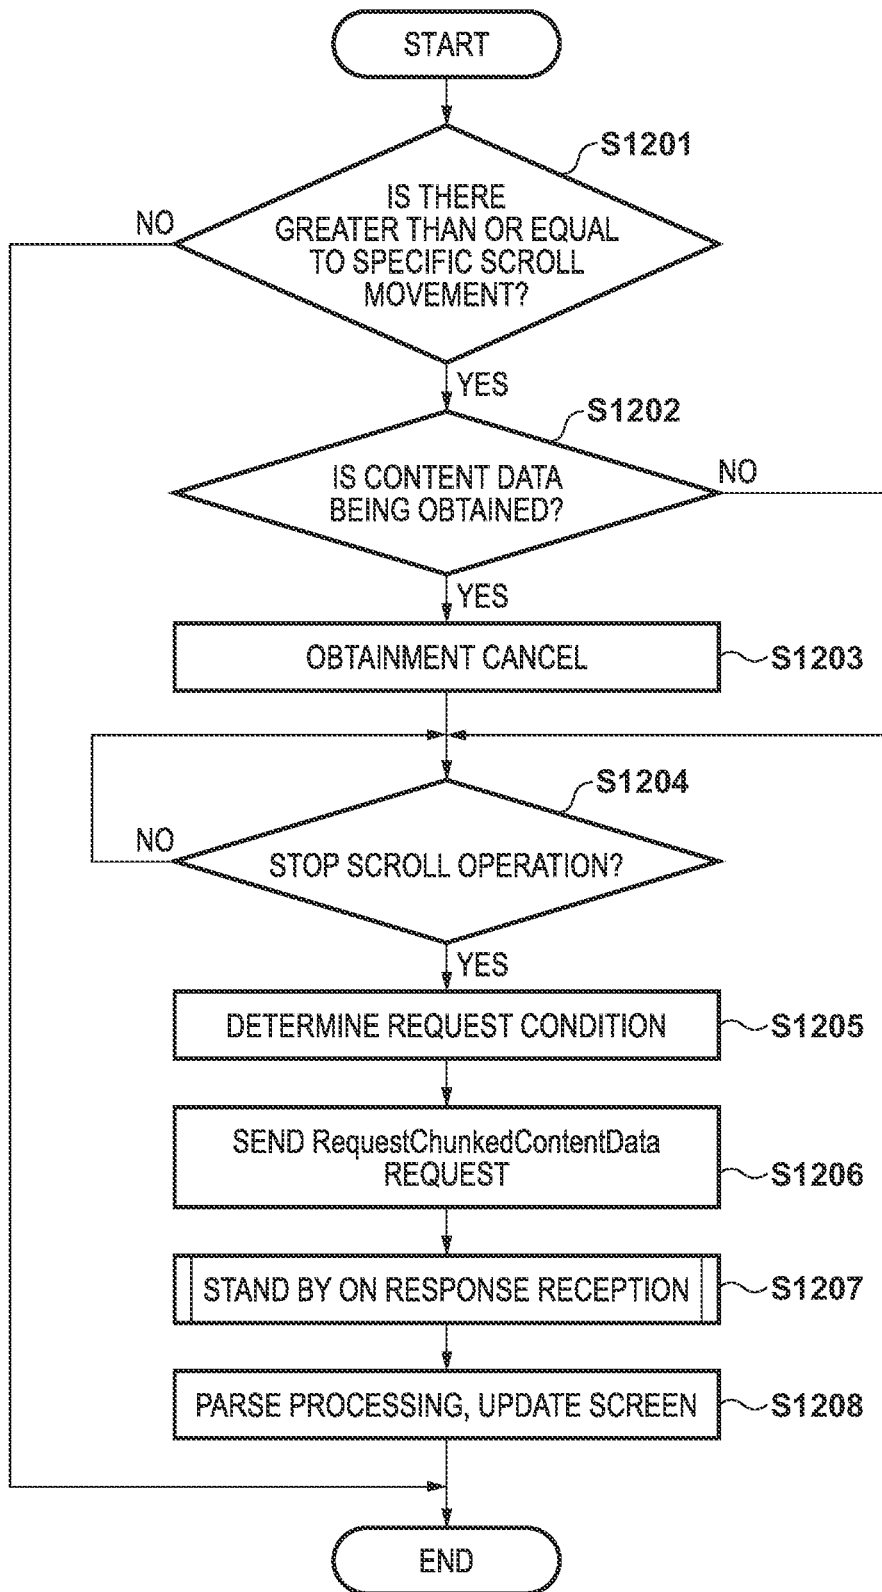 START
S1201
IS THERE
GREATER THAN OR EQUAL
TO SPECIFIC SCROLL
MOVEMENT?
NO
YES
S1202
IS CONTENT DATA
BEING OBTAINED?
NO
YES
OBTAINMENT CANCEL
S1203
S1204
STOP SCROLL OPERATION?
NO
YES
DETERMINE REQUEST CONDITION
S1205
SEND RequestChunkedContentData
REQUEST
S1206
STAND BY ON RESPONSE RECEPTION
S1207
PARSE PROCESSING, UPDATE SCREEN
S1208
END